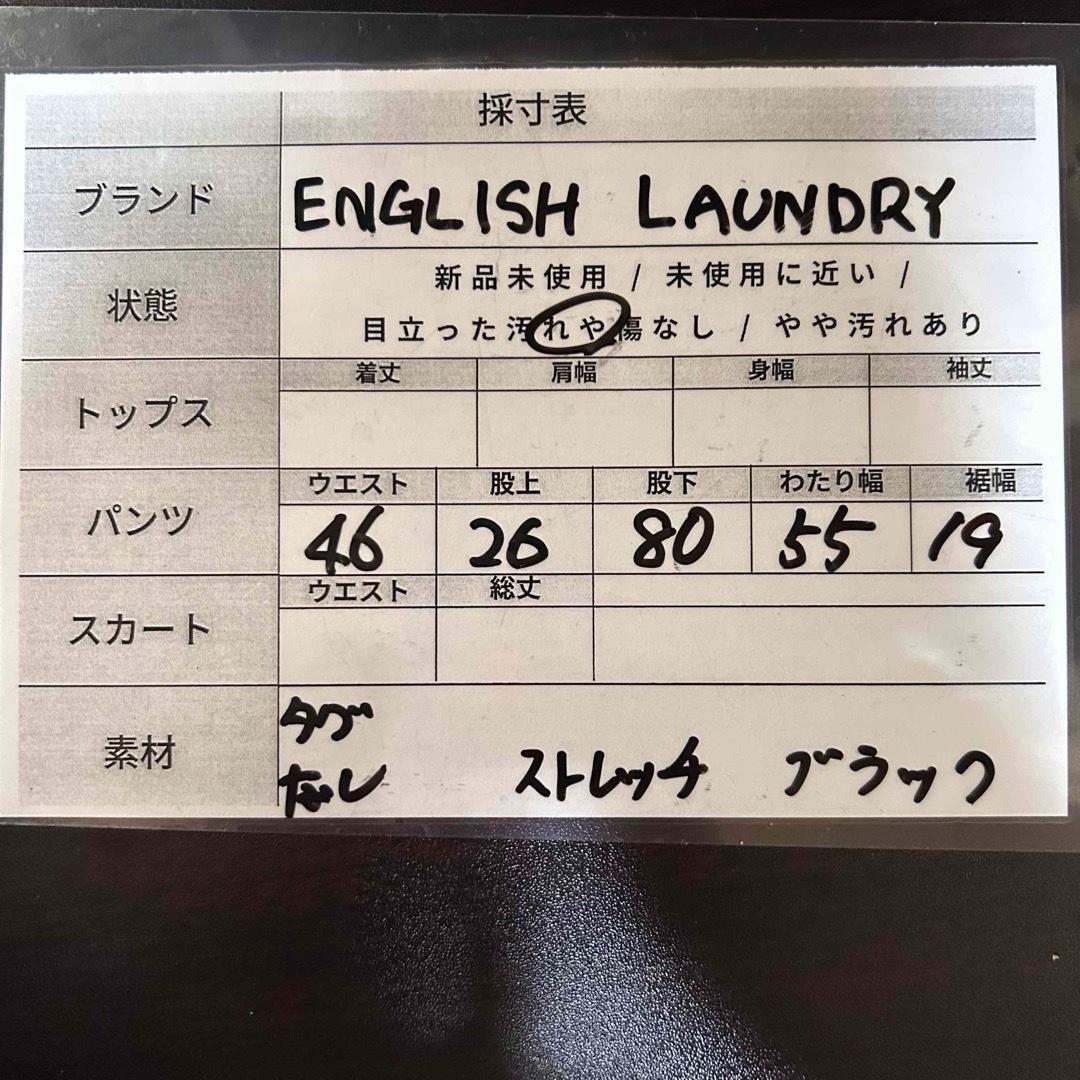 採寸表
ブランド ENGLISH LAUNDRY
状態 新品未使用 / 未使用に近い /
目立った汚れや傷なし / やや汚れあり
トップス 着丈 肩幅 身幅 袖丈
パンツ ウエスト 股上 股下 わたり幅 裾幅
46 26 80 55 19
スカート ウエスト 総丈
素材 タグ
なし ストレッチ ブラック